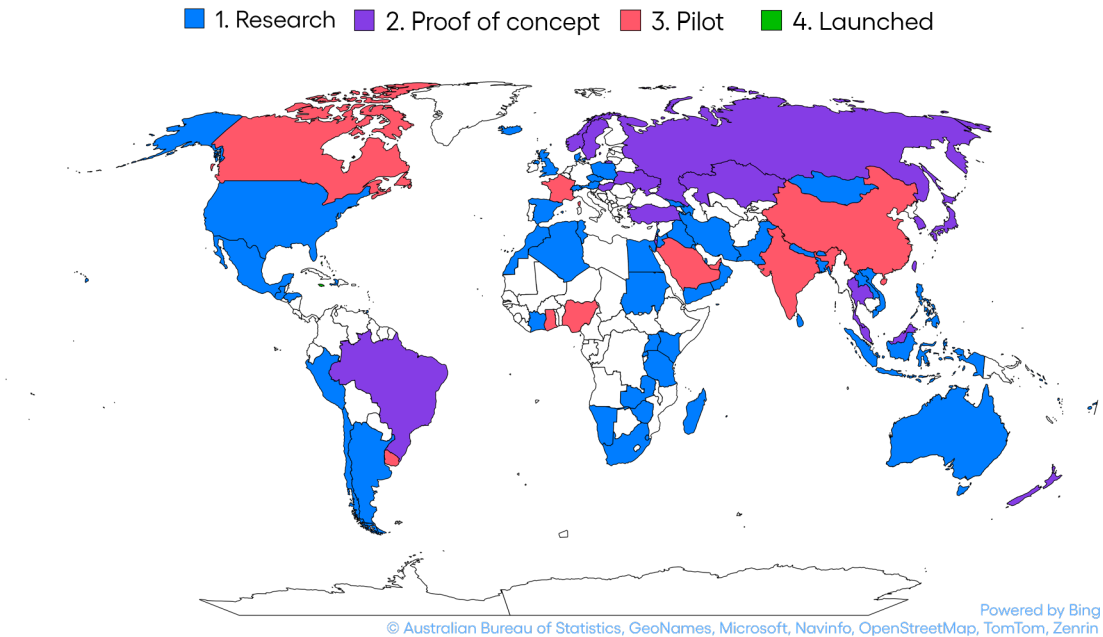 1. Research 2. Proof of concept 3. Pilot 4. Launched
Powered by Bing
© Australian Bureau of Statistics, GeoNames, Microsoft, Navinfo, OpenStreetMap, TomTom, Zenrin